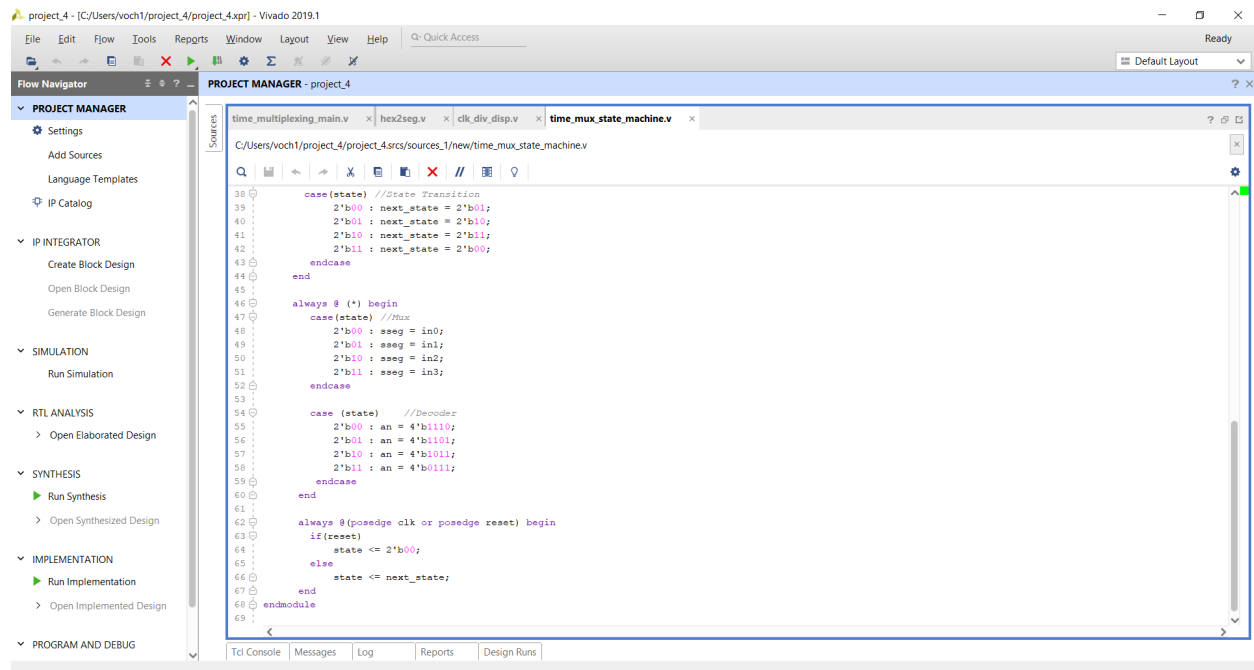 project_4 - [C:/Users/voch1/project_4/project_4.xpr] - Vivado 2019.1
File Edit Flow Tools Reports Window Layout View Help Quick Access Ready
Default Layout
Flow Navigator
PROJECT MANAGER - project_4
PROJECT MANAGER
Settings
Add Sources
Language Templates
IP Catalog
IP INTEGRATOR
Create Block Design
Open Block Design
Generate Block Design
SIMULATION
Run Simulation
RTL ANALYSIS
Open Elaborated Design
SYNTHESIS
Run Synthesis
Open Synthesized Design
IMPLEMENTATION
Run Implementation
Open Implemented Design
PROGRAM AND DEBUG
Sources
time_multiplexing_main.v hex2seg.v clk_div_disp.v time_mux_state_machine.v
C:/Users/voch1/project_4/project_4.srcs/sources_1/new/time_mux_state_machine.v
38 case(state) //State Transition
39 2'b00 : next_state = 2'b01;
40 2'b01 : next_state = 2'b10;
41 2'b10 : next_state = 2'b11;
42 2'b11 : next_state = 2'b00;
43 endcase
44 end
45
46 always @ (*) begin
47 case(state) //Mux
48 2'b00 : sseg = in0;
49 2'b01 : sseg = in1;
50 2'b10 : sseg = in2;
51 2'b11 : sseg = in3;
52 endcase
53
54 case (state) //Decoder
55 2'b00 : an = 4'b1110;
56 2'b01 : an = 4'b1101;
57 2'b10 : an = 4'b1011;
58 2'b11 : an = 4'b0111;
59 endcase
60 end
61
62 always @(posedge clk or posedge reset) begin
63 if(reset)
64 state <= 2'b00;
65 else
66 state <= next_state;
67 end
68 endmodule
69
Tcl Console Messages Log Reports Design Runs